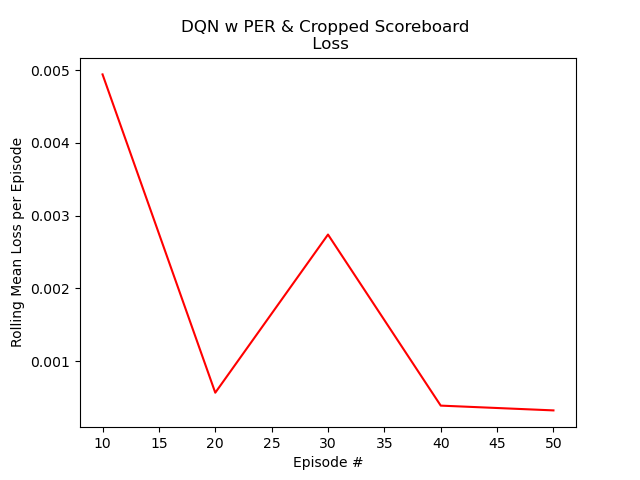 DQN w PER & Cropped Scoreboard
Loss
0.005
0.004
0.003
0.002
0.001
Rolling Mean Loss per Episode
10 15 20 25 30 35 40 45 50
Episode #